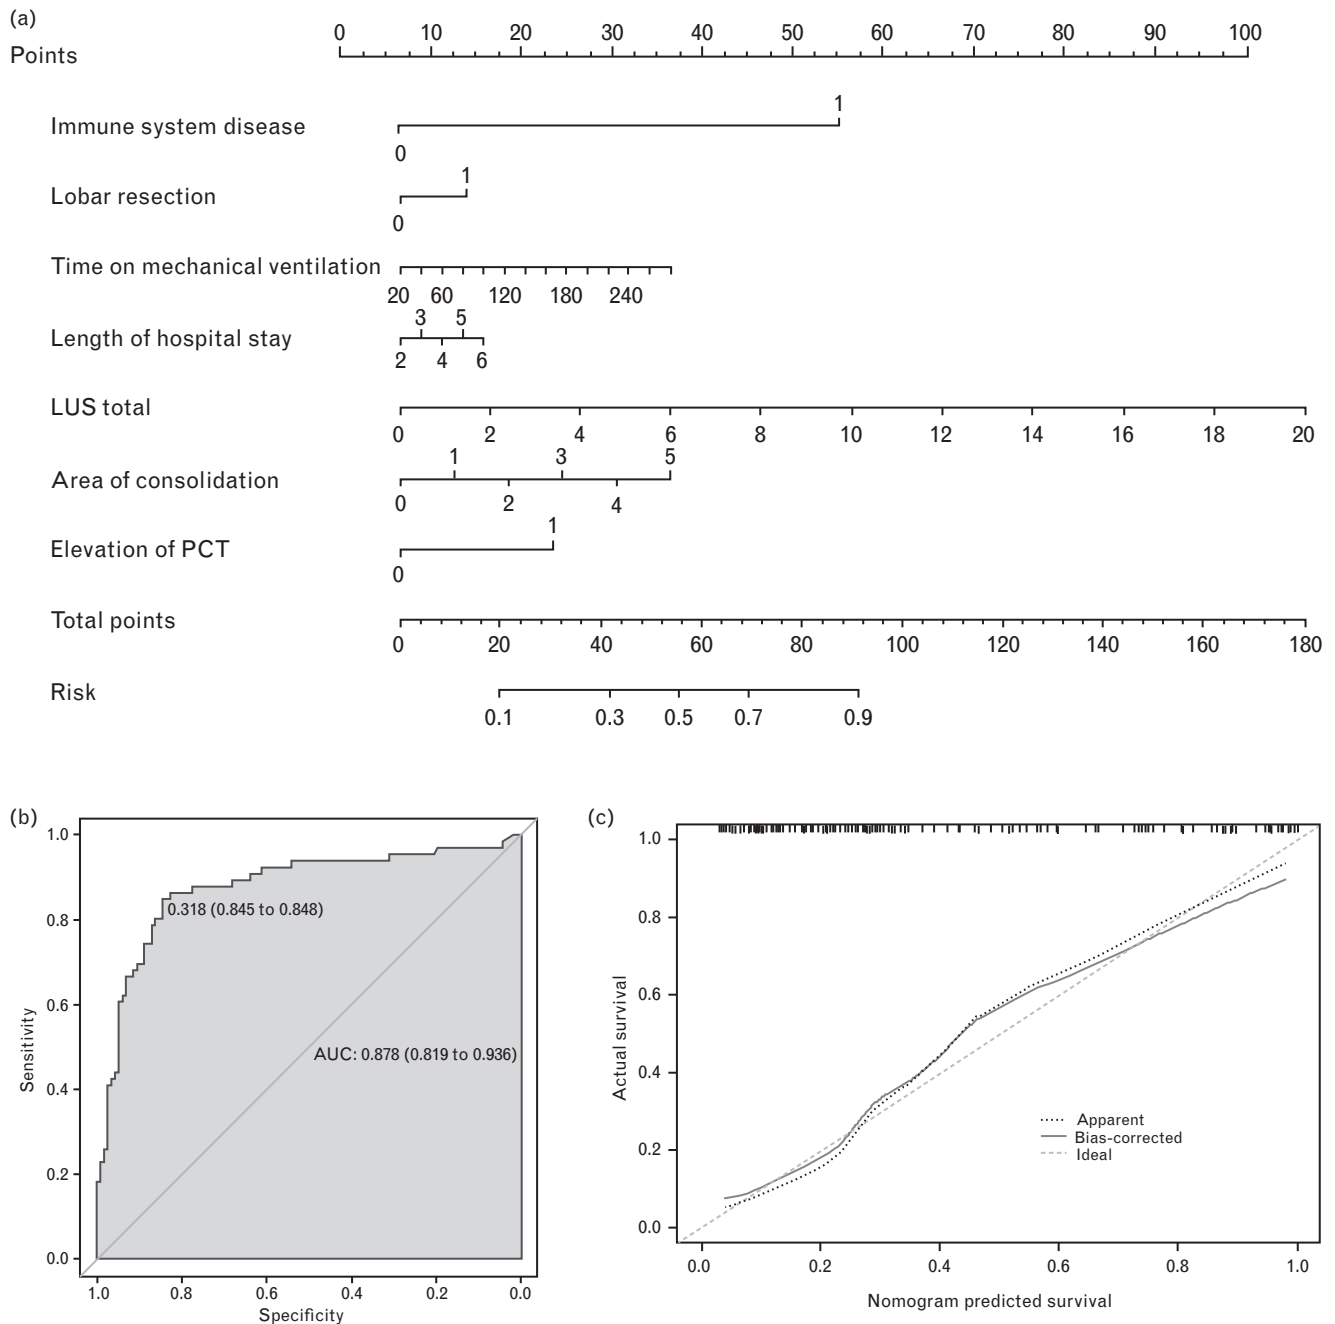 (a)
0 10 20 30 40 50 60 70 80 90 100
Points
1
Immune system disease
0
1
Lobar resection
0
Time on mechanical ventilation
20 60 120 180 240
3 5
Length of hospital stay
2 4 6
LUS total
0 2 4 6 8 10 12 14 16 18 20
1 3 5
Area of consolidation
0 2 4
1
Elevation of PCT
0
Total points
0 20 40 60 80 100 120 140 160 180
Risk
0.1 0.3 0.5 0.7 0.9
(b)
1.0
0.8
0.6
0.4
0.2
0.0
Sensitivity
0.318 (0.845 to 0.848)
AUC: 0.878 (0.819 to 0.936)
1.0 0.8 0.6 0.4 0.2 0.0
Specificity
(c)
1.0
0.8
0.6
0.4
0.2
0.0
Actual survival
Apparent
Bias-corrected
Ideal
0.0 0.2 0.4 0.6 0.8 1.0
Nomogram predicted survival